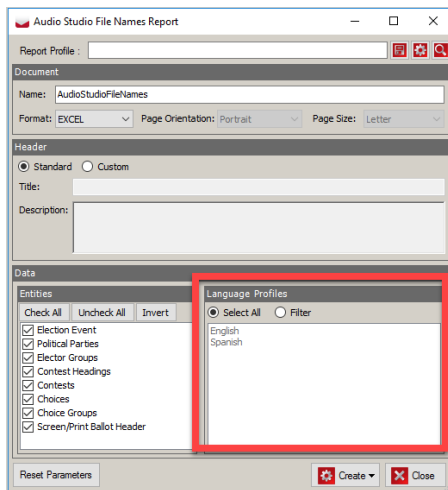 Audio Studio File Names Report
Report Profile :
Document
Name: AudioStudioFileNames
Format: EXCEL Page Orientation: Portrait Page Size: Letter
Header
Standard Custom
Title:
Description:
Data
Entities
Check All Uncheck All Invert
Election Event
Political Parties
Elector Groups
Contest Headings
Contests
Choices
Choice Groups
Screen/Print Ballot Header
Language Profiles
Select All Filter
English
Spanish
Reset Parameters Create Close